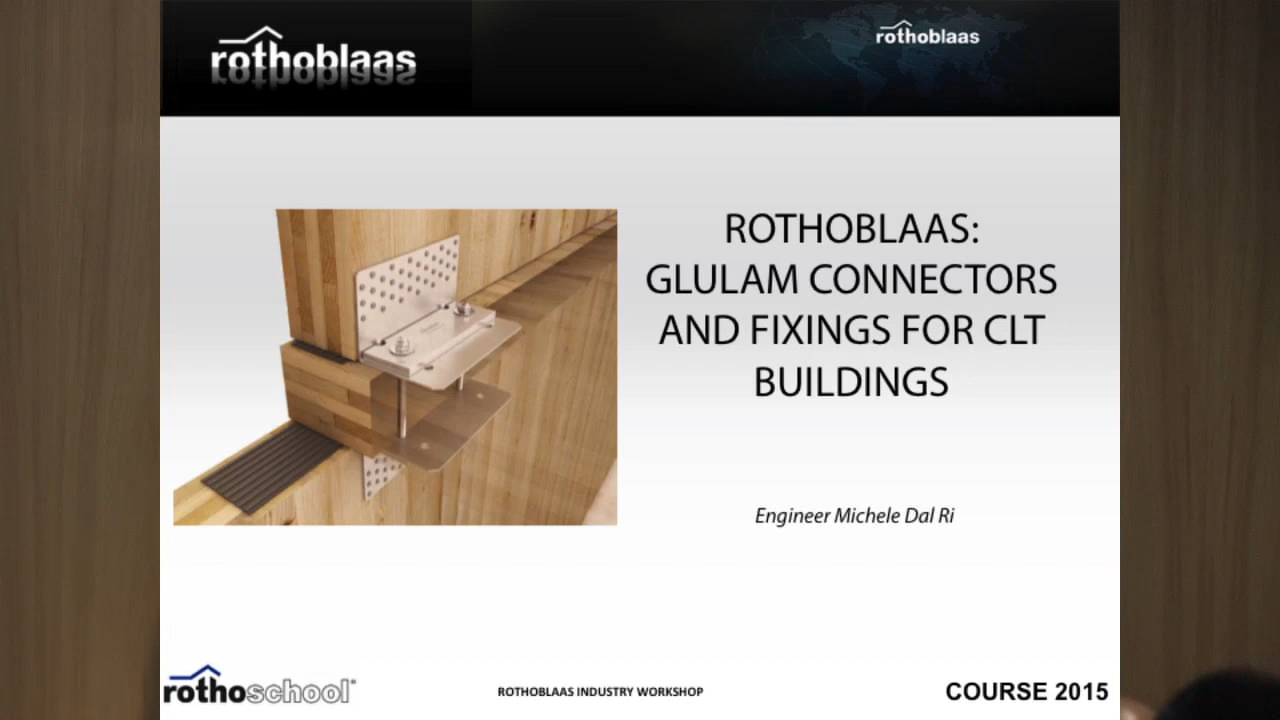 rothoblaas
rothoblaas
ROTHOBLAAS:
GLULAM CONNECTORS
AND FIXINGS FOR CLT
BUILDINGS
Engineer Michele Dal Ri
rothoschool®
ROTHOBLAAS INDUSTRY WORKSHOP
COURSE 2015